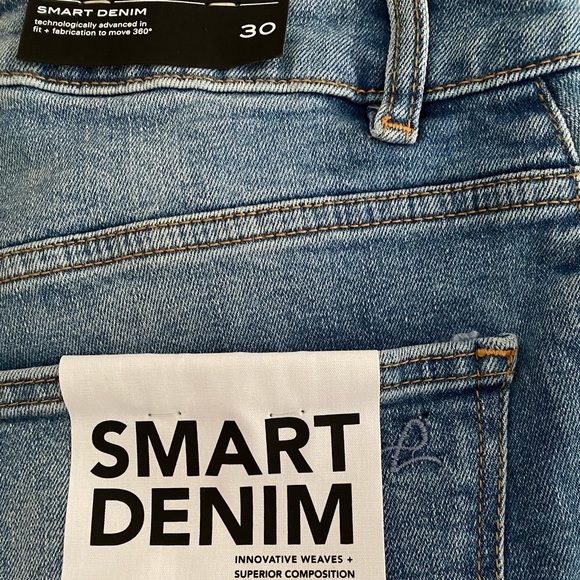 SMART DENIM
technologically advanced in
fit + fabrication to move 360°
30
SMART
DENIM
INNOVATIVE WEAVES +
SUPERIOR COMPOSITION